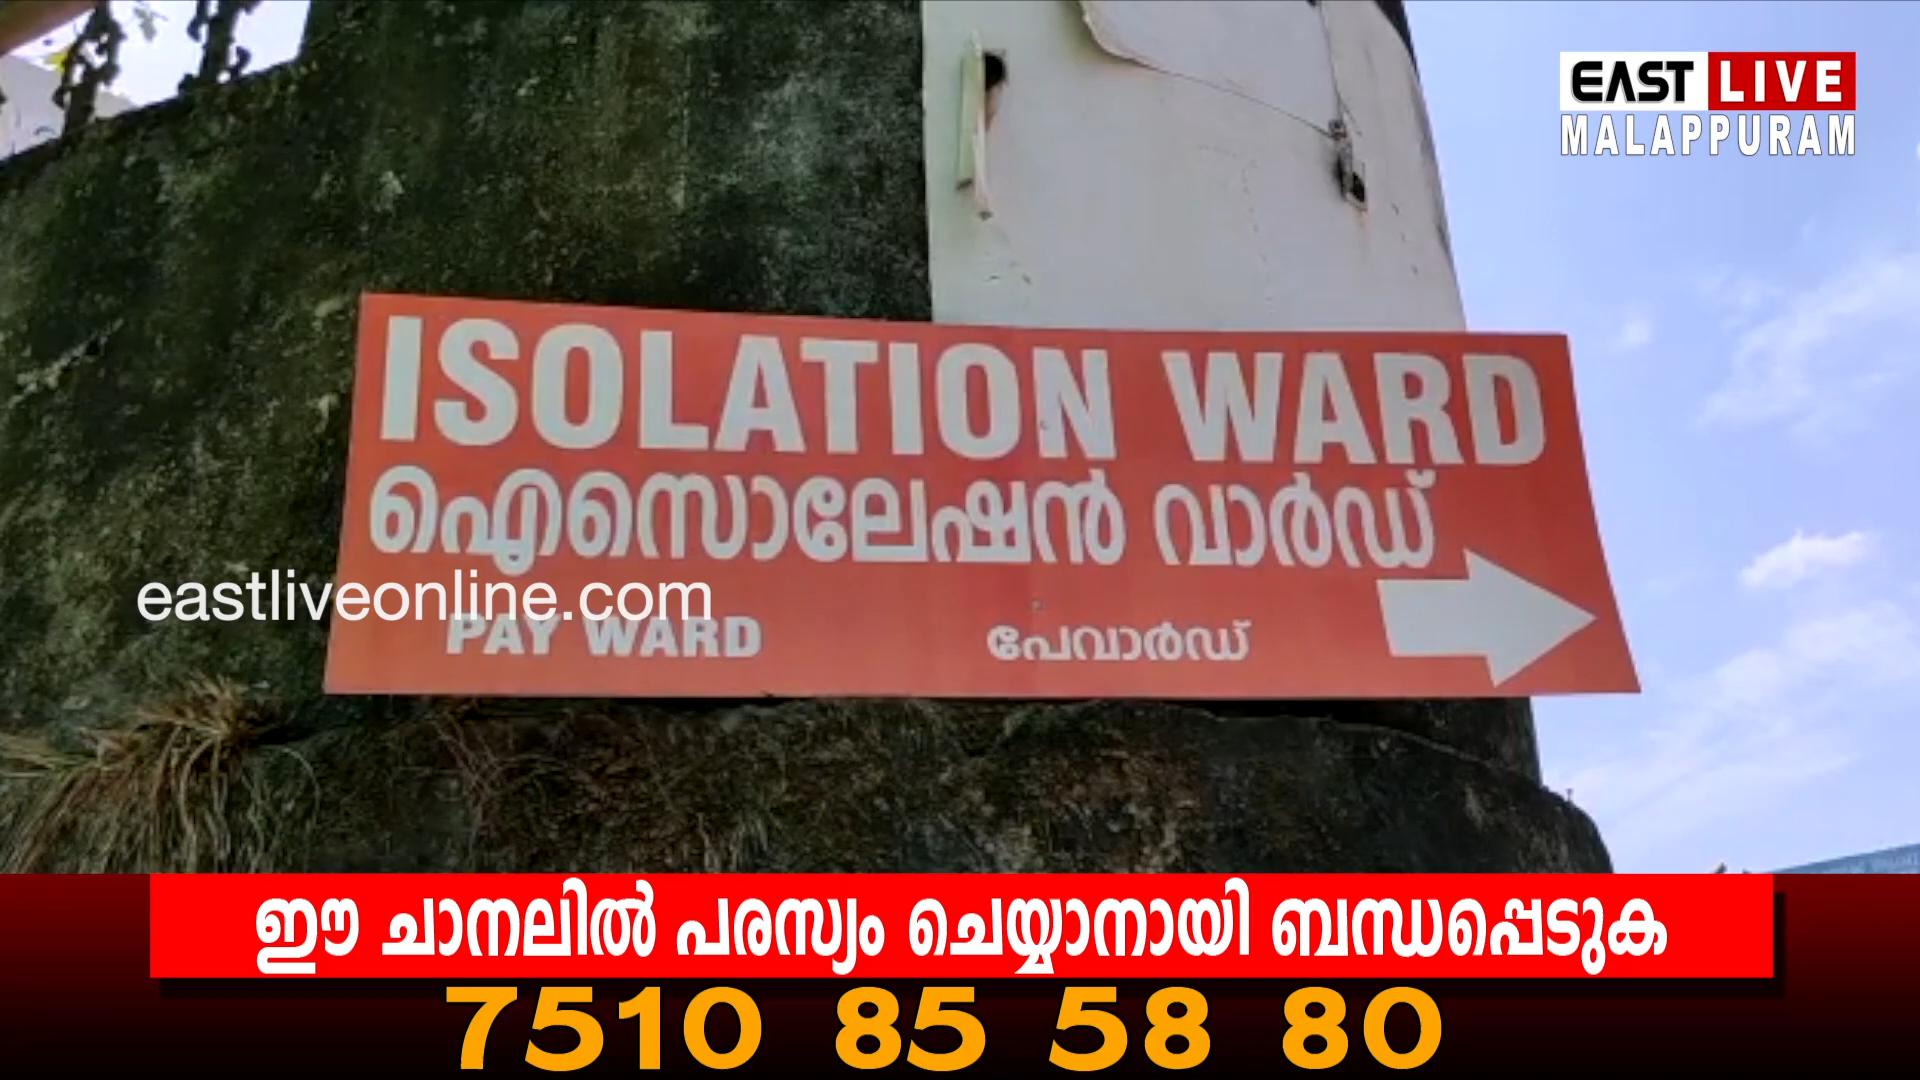 EAST LIVE
MALAPPURAM
ISOLATION WARD
ഐസൊലേഷൻ വാർഡ്
eastliveonline.com
PAY WARD പേവാർഡ്
ഈ ചാനലിൽ പരസ്യം ചെയ്യാനായി ബന്ധപ്പെടുക
7510 85 58 80